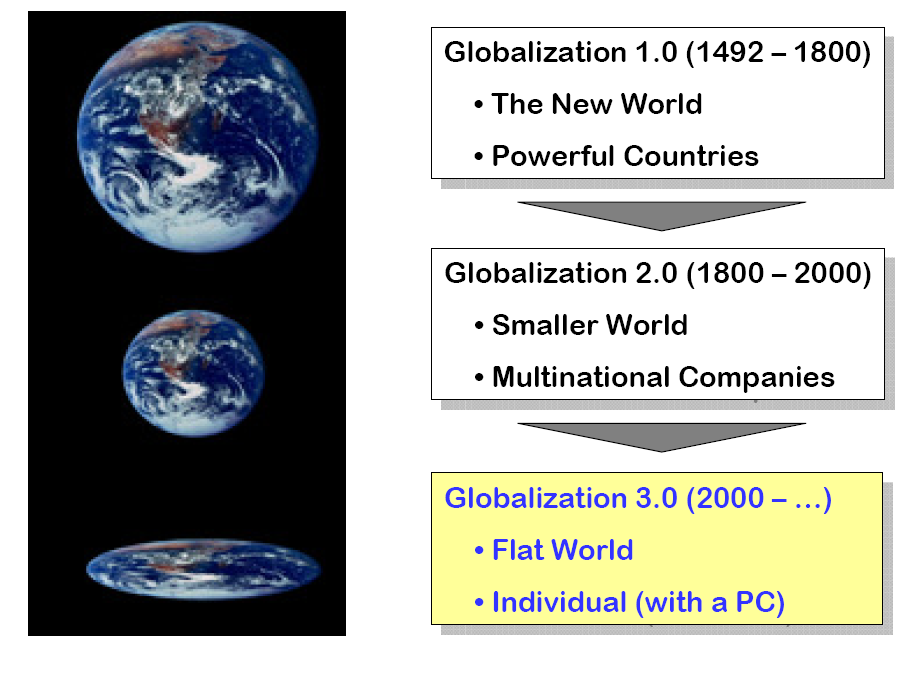 Globalization 1.0 (1492 – 1800)
• The New World
• Powerful Countries
Globalization 2.0 (1800 – 2000)
• Smaller World
• Multinational Companies
Globalization 3.0 (2000 – …)
• Flat World
• Individual (with a PC)